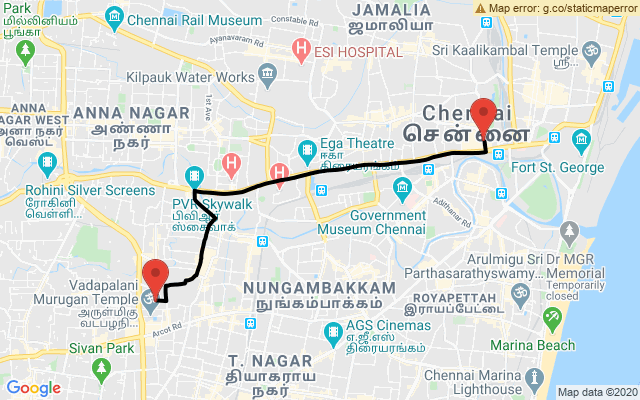 Park
மில்லினியம்
பூங்கா
Chennai Rail Museum
Constable Rd
Ayanavaram Rd
JAMALIA
ஜமாலியா
⚠ Map error: g.co/staticmaperror
ESI HOSPITAL
Sri Kaalikambal Temple
ஸ்ரீ...
Kilpauk Water Works
1st Ave
ANNA
NAGAR WEST
அண்ணா
நகர்
வெஸ்ட்
ANNA NAGAR
அண்ணா
நகர்
Chennai
சென்னை
Ega Theatre
ஈகா
திரையரங்கம்
H
H
H
Fort St. George
Rohini Silver Screens
ரோகினி
வெள்ளி...
PVR Skywalk
பிவிஆர்
ஸ்கைவாக்
Government
Museum Chennai
Adithanar Rd
Vadapalani
Murugan Temple
அருள்மிகு
வடபழநி...
NUNGAMBAKKAM
நுங்கம்பாக்கம்
Arulmigu Sri
Parthasarathyswamy...
Dr MGR
Memorial
Temporarily
closed
ROYAPETTAH
இராயப்பேட்டை
Arcot Rd
AGS Cinemas
ஏ.ஜி.எஸ்
திரையரங்கம்
Marina Beach
Sivan Park
T. NAGAR
தியாகராய
நகர்
Chennai Marina
Lighthouse
Google
Map data ©2020